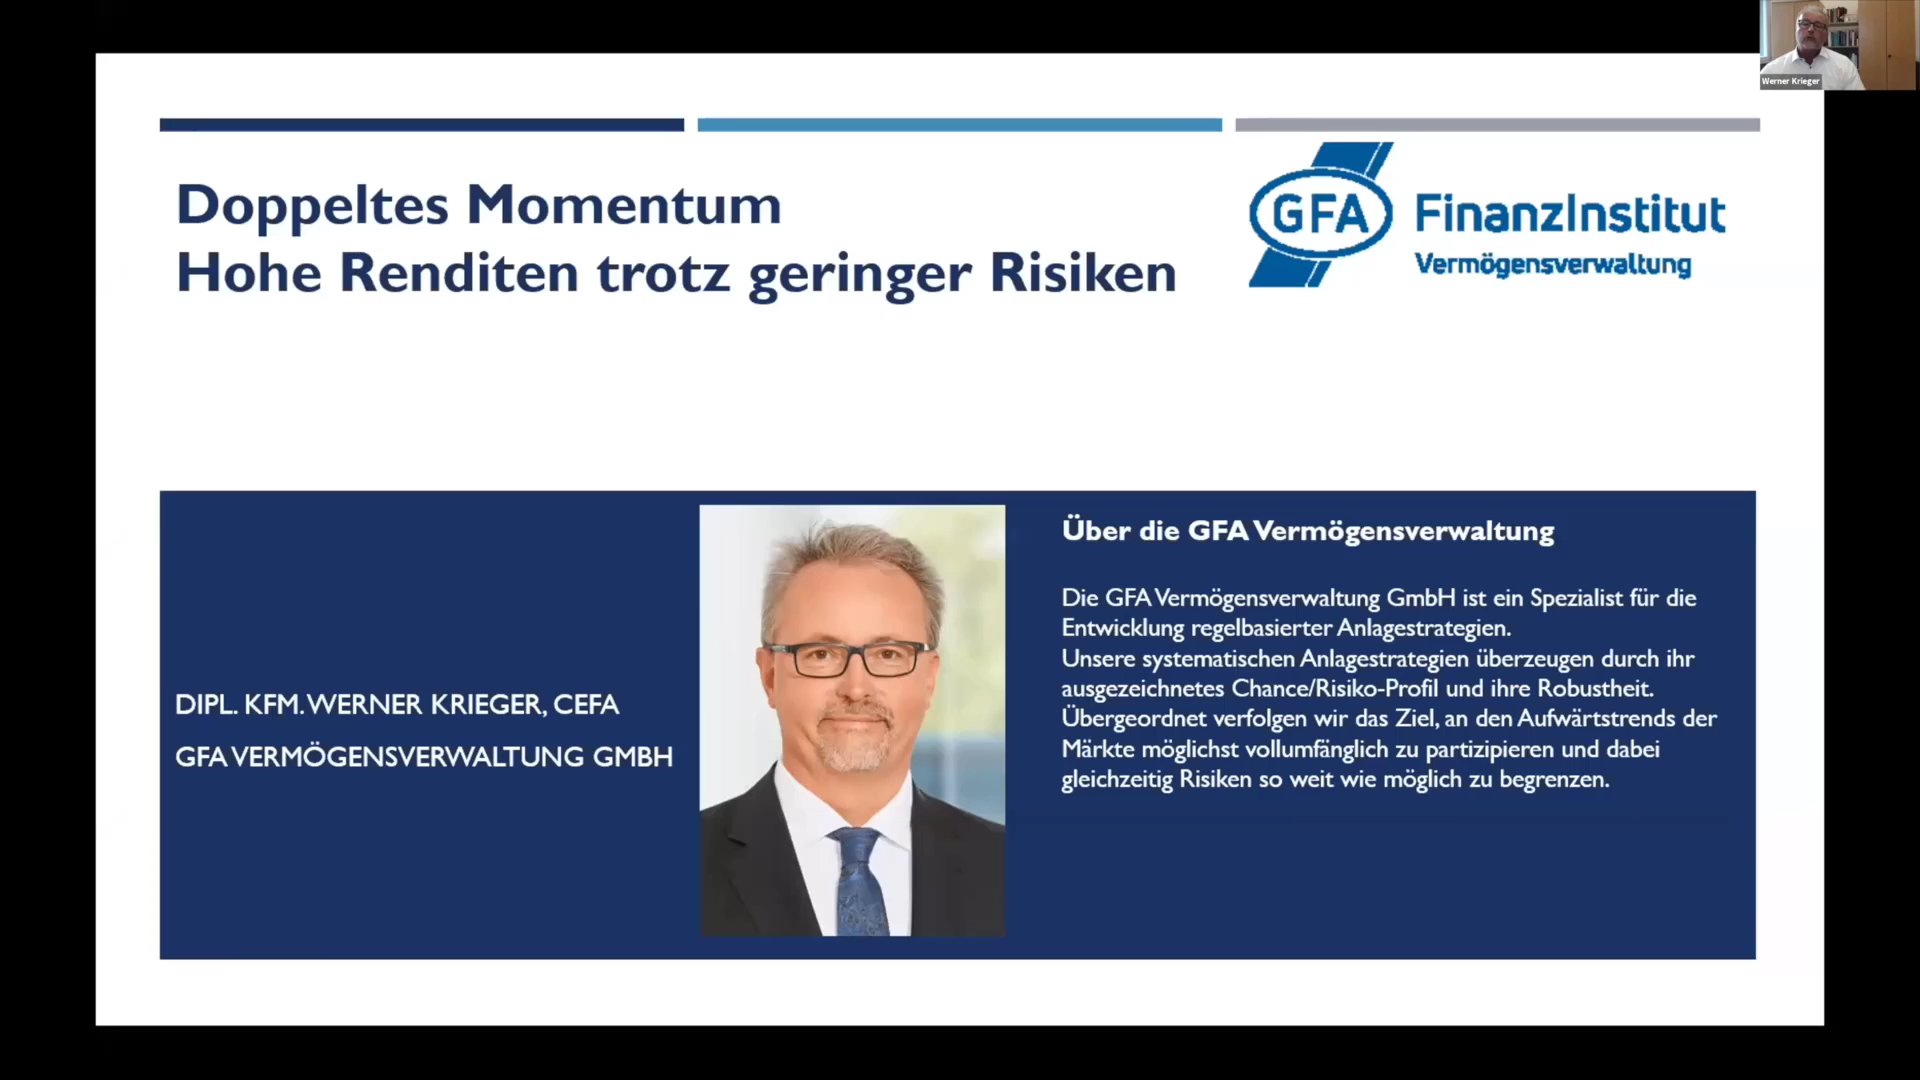 Werner Krieger
Doppeltes Momentum
Hohe Renditen trotz geringer Risiken
GFA
FinanzInstitut
Vermögensverwaltung
DIPL. KFM. WERNER KRIEGER, CEFA
GFA VERMÖGENSVERWALTUNG GMBH
Über die GFA Vermögensverwaltung
Die GFA Vermögensverwaltung GmbH ist ein Spezialist für die
Entwicklung regelbasierter Anlagestrategien.
Unsere systematischen Anlagestrategien überzeugen durch ihr
ausgezeichnetes Chance/Risiko-Profil und ihre Robustheit.
Übergeordnet verfolgen wir das Ziel, an den Aufwärtstrends der
Märkte möglichst vollumfänglich zu partizipieren und dabei
gleichzeitig Risiken so weit wie möglich zu begrenzen.